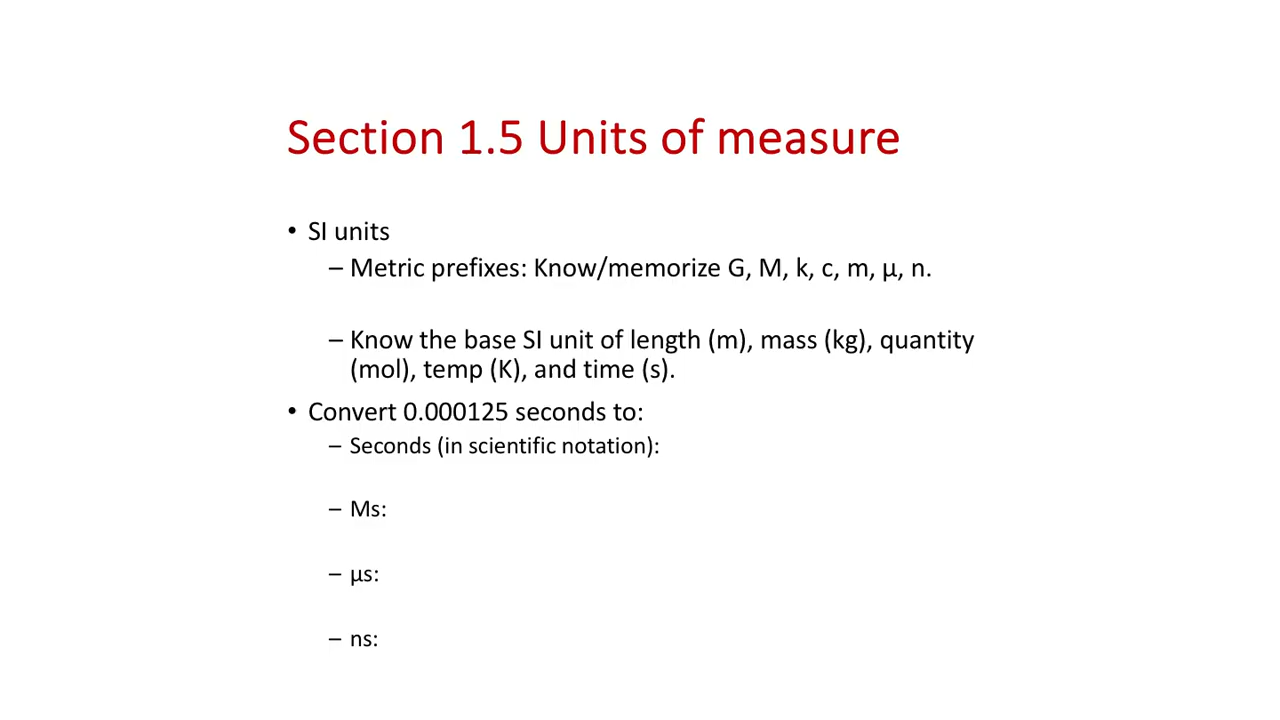 Section 1.5 Units of measure
• SI units
– Metric prefixes: Know/memorize G, M, k, c, m, µ, n.
– Know the base SI unit of length (m), mass (kg), quantity
(mol), temp (K), and time (s).
• Convert 0.000125 seconds to:
– Seconds (in scientific notation):
– Ms:
– µs:
– ns: